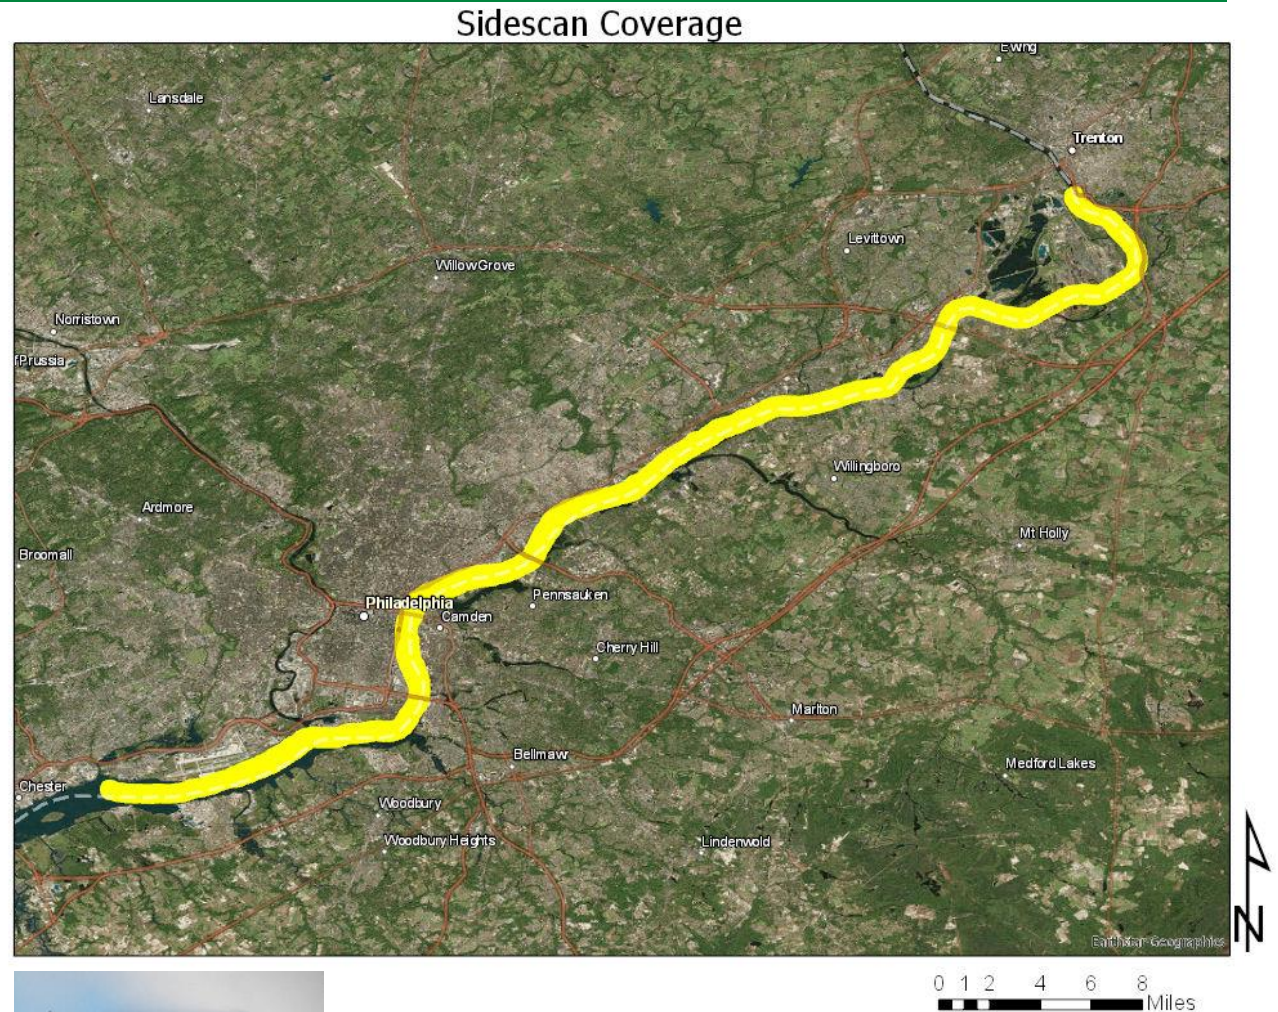 Sidescan Coverage
Ewing
Lansdale
Trenton
Levittown
Willow Grove
Norristown
f Prussia
Willingboro
Ardmore
Mt Holly
Broomall
Pennsauken
Philadelphia
Camden
Cherry Hill
Marlton
Bellmawr
Medford Lakes
Chester
Woodbury
Woodbury Heights
Lindenwold
N
Earthstar Geographics
0 1 2 4 6 8
Miles